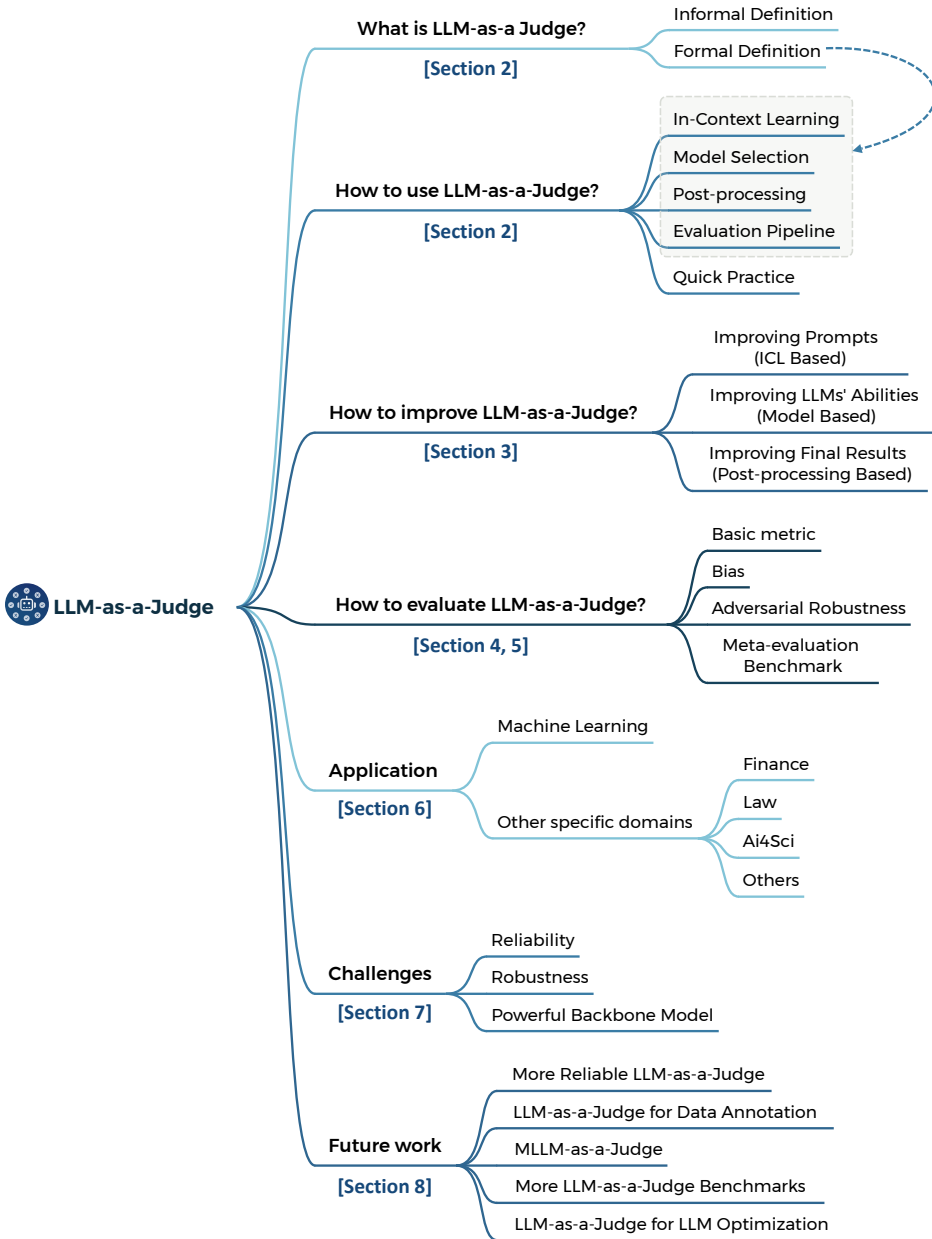 What is LLM-as-a Judge?
[Section 2]
Informal Definition
Formal Definition
How to use LLM-as-a-Judge?
[Section 2]
In-Context Learning
Model Selection
Post-processing
Evaluation Pipeline
Quick Practice
How to improve LLM-as-a-Judge?
[Section 3]
Improving Prompts
(ICL Based)
Improving LLMs' Abilities
(Model Based)
Improving Final Results
(Post-processing Based)
LLM-as-a-Judge
How to evaluate LLM-as-a-Judge?
[Section 4, 5]
Basic metric
Bias
Adversarial Robustness
Meta-evaluation
Benchmark
Application
[Section 6]
Machine Learning
Other specific domains
Finance
Law
Ai4Sci
Others
Challenges
[Section 7]
Reliability
Robustness
Powerful Backbone Model
Future work
[Section 8]
More Reliable LLM-as-a-Judge
LLM-as-a-Judge for Data Annotation
MLLM-as-a-Judge
More LLM-as-a-Judge Benchmarks
LLM-as-a-Judge for LLM Optimization